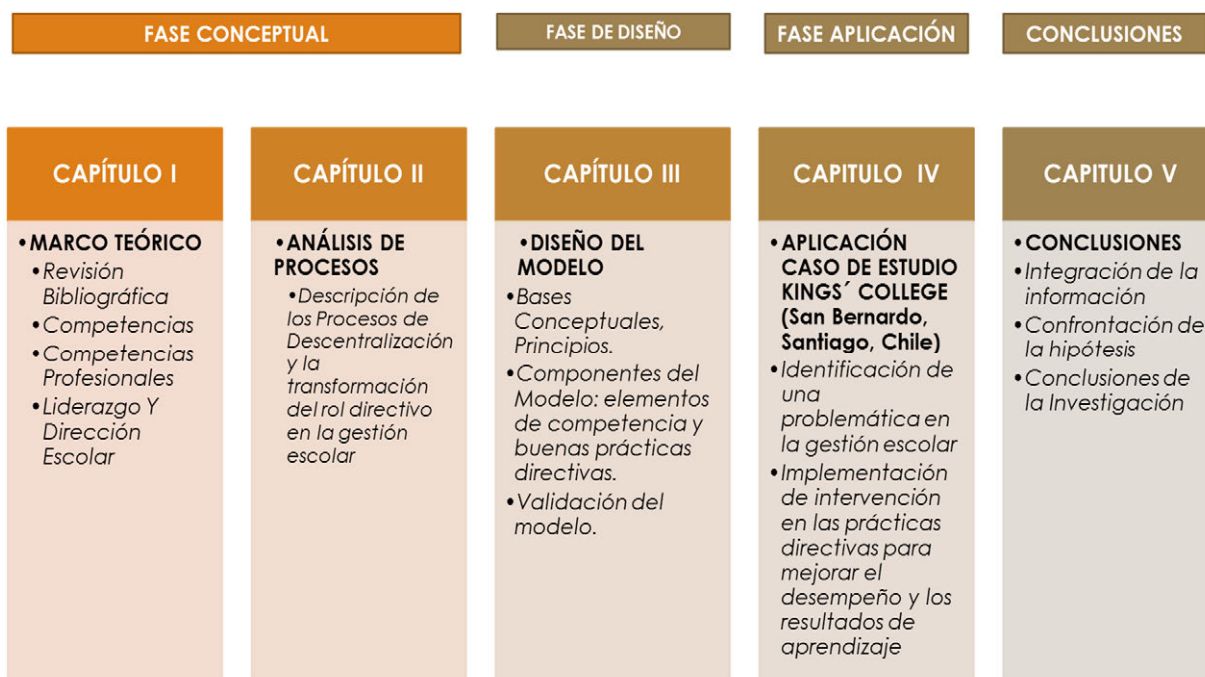 FASE CONCEPTUAL
FASE DE DISEÑO
FASE APLICACIÓN
CONCLUSIONES
CAPÍTULO I
•MARCO TEÓRICO
•Revisión
Bibliográfica
•Competencias
•Competencias
Profesionales
•Liderazgo Y
Dirección
Escolar
CAPÍTULO II
•ANÁLISIS DE
PROCESOS
•Descripción de
los Procesos de
Descentralización
y la
transformación
del rol directivo
en la gestión
escolar
CAPÍTULO III
•DISEÑO DEL
MODELO
•Bases
Conceptuales,
Principios.
•Componentes del
Modelo: elementos
de competencia y
buenas prácticas
directivas.
•Validación del
modelo.
CAPITULO IV
•APLICACIÓN
CASO DE ESTUDIO
KINGS´ COLLEGE
(San Bernardo,
Santiago, Chile)
•Identificación de
una
problemática en
la gestión escolar
•Implementación
de intervención
en las prácticas
directivas para
mejorar el
desempeño y los
resultados de
aprendizaje
CAPITULO V
•CONCLUSIONES
•Integración de la
información
•Confrontación de
la hipótesis
•Conclusiones de
la Investigación